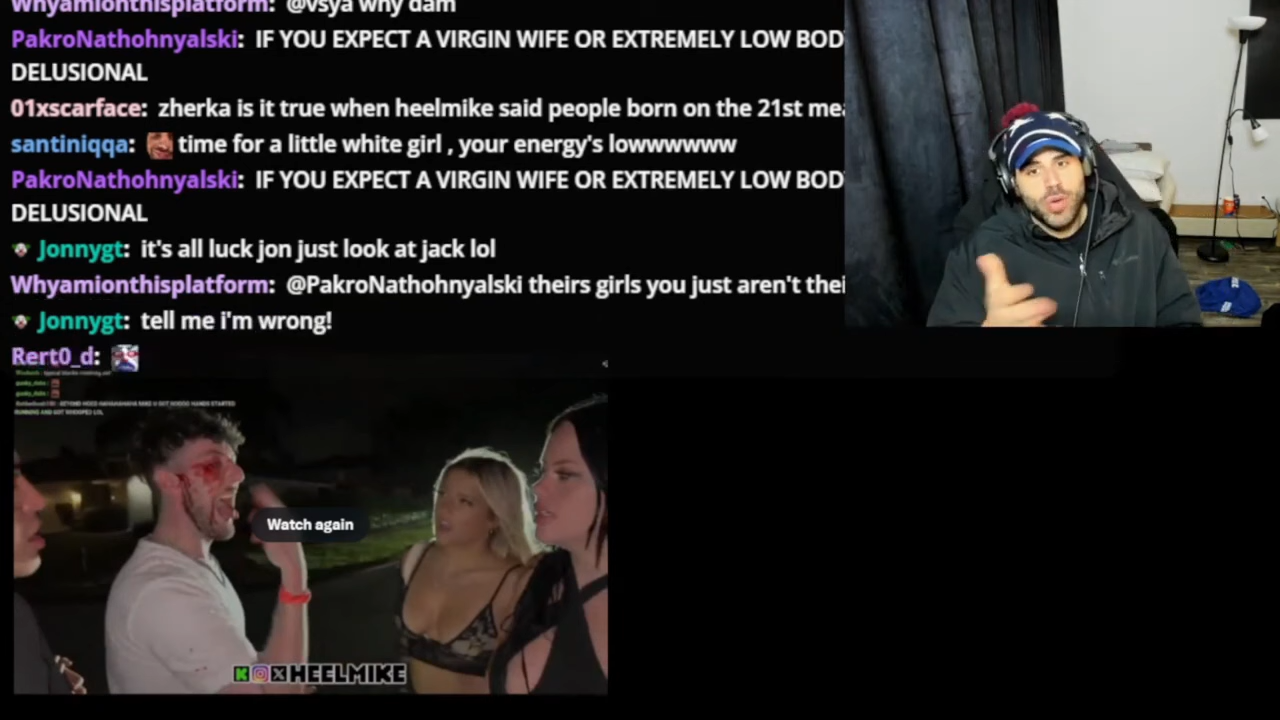 Whyamionthisplatform: @vsya why dam
PakroNathohnyalski: IF YOU EXPECT A VIRGIN WIFE OR EXTREMELY LOW BOD
DELUSIONAL
01xscarface: zherka is it true when heelmike said people born on the 21st mea
santiniqqa: time for a little white girl , your energy's lowwwwww
PakroNathohnyalski: IF YOU EXPECT A VIRGIN WIFE OR EXTREMELY LOW BOD
DELUSIONAL
Jonnygt: it's all luck jon just look at jack lol
Whyamionthisplatform: @PakroNathohnyalski theirs girls you just aren't thei
Jonnygt: tell me i'm wrong!
Rert0_d:
Watch again
HEELMIKE